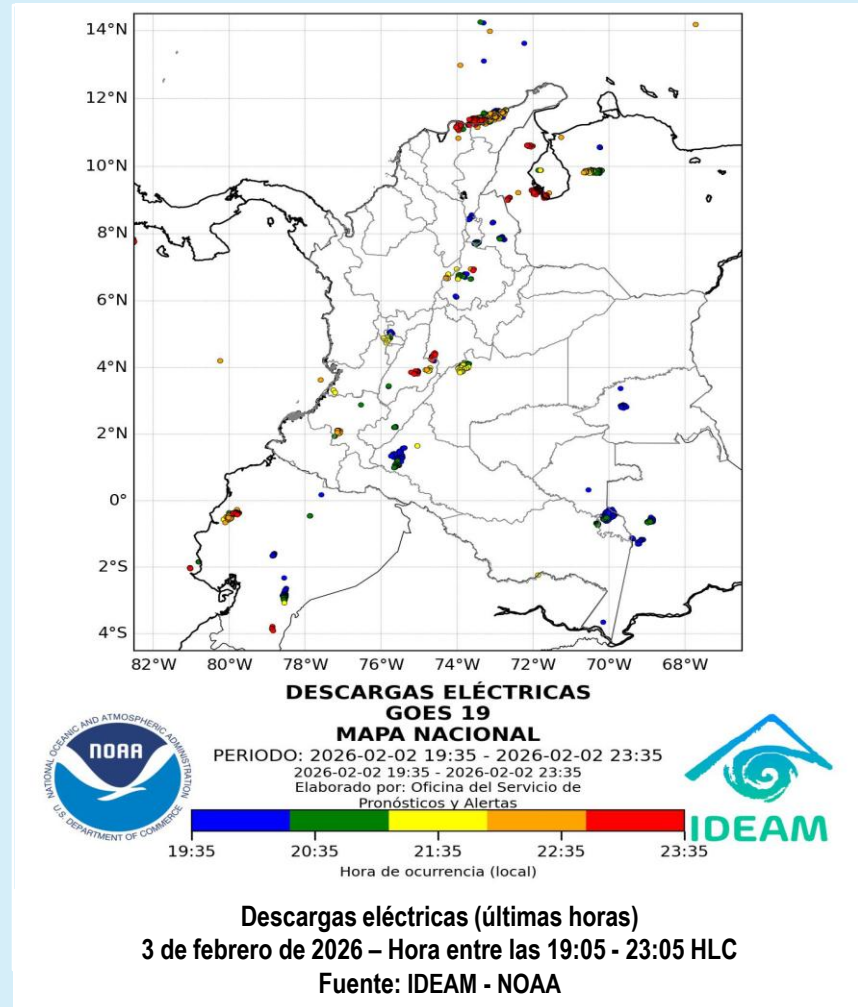 14°N
12°N
10°N
8°N
6°N
4°N
2°N
0°
2°S
4°S
82°W 80°W 78°W 76°W 74°W 72°W 70°W 68°W
DESCARGAS ELÉCTRICAS
GOES 19
MAPA NACIONAL
PERIODO: 2026-02-02 19:35 - 2026-02-02 23:35
2026-02-02 19:35 - 2026-02-02 23:35
Elaborado por: Oficina del Servicio de
Pronósticos y Alertas
NATIONAL OCEANIC AND ATMOSPHERIC ADMINISTRATION
NOAA
U.S. DEPARTMENT OF COMMERCE
IDEAM
19:35 20:35 21:35 22:35 23:35
Hora de ocurrencia (local)
Descargas eléctricas (últimas horas)
3 de febrero de 2026 – Hora entre las 19:05 - 23:05 HLC
Fuente: IDEAM - NOAA